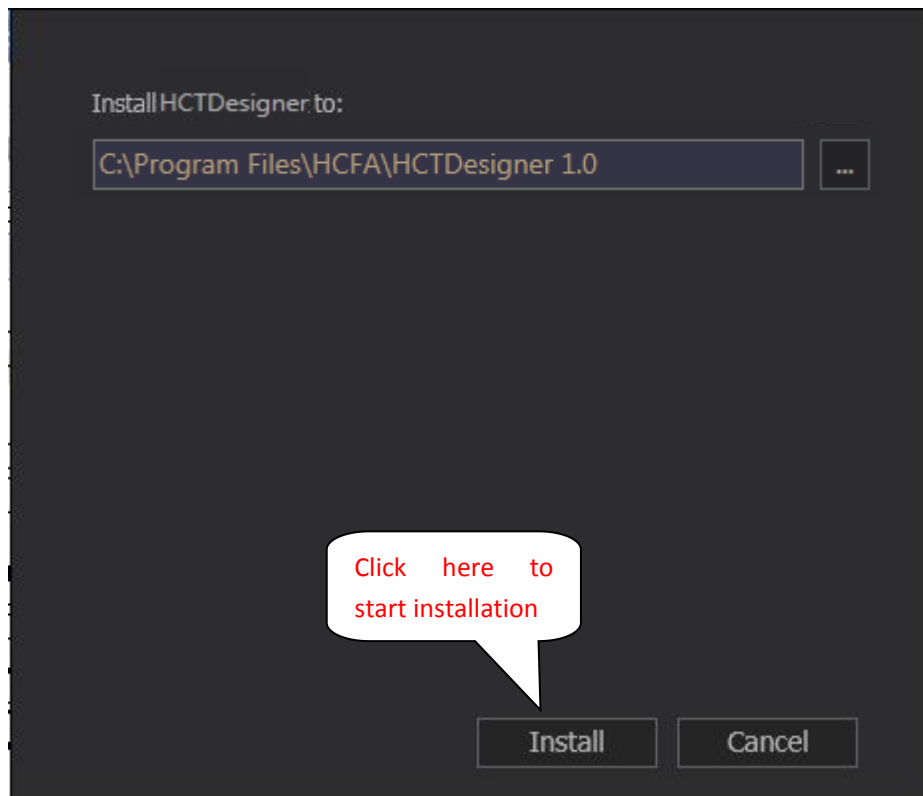 Install HCTDesigner to:
C:\Program Files\HCFA\HCTDesigner 1.0
...
Click here to
start installation
Install Cancel